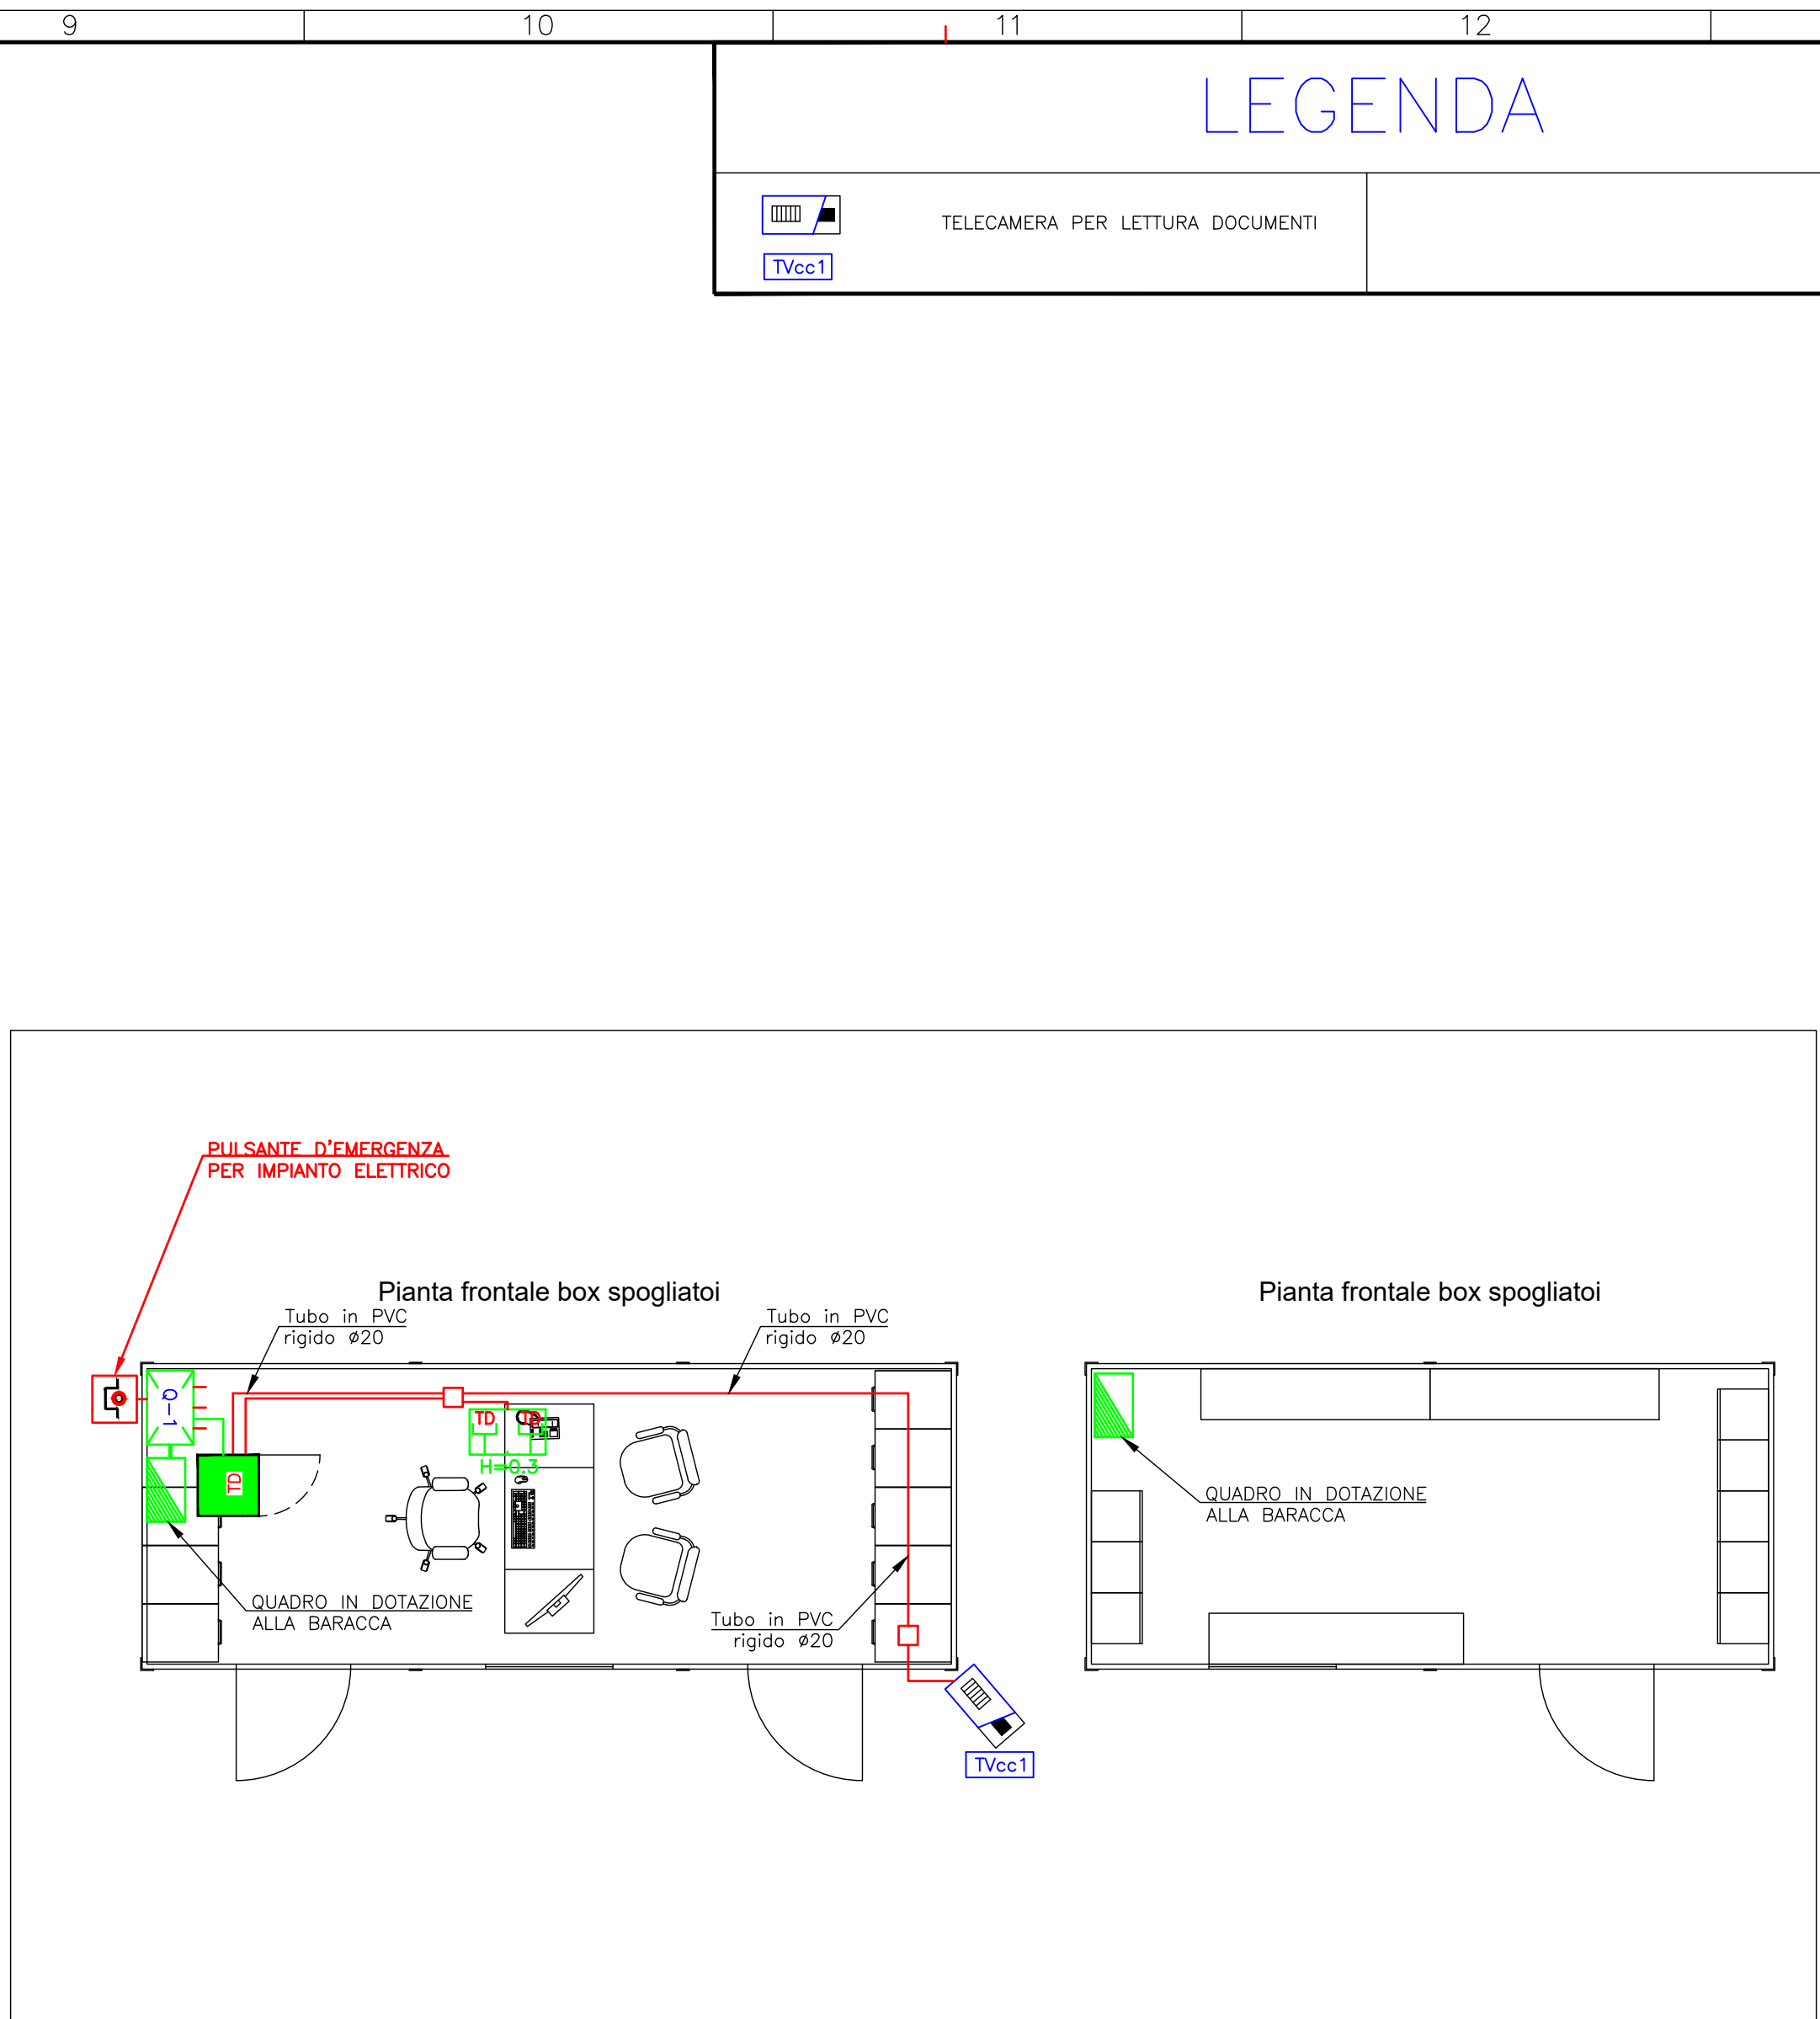 9 10 11 12
LEGENDA
TELECAMERA PER LETTURA DOCUMENTI
TVcc1
PULSANTE D'EMERGENZA
PER IMPIANTO ELETTRICO
Pianta frontale box spogliatoi
Pianta frontale box spogliatoi
Tubo in PVC
rigido ø20
Tubo in PVC
rigido ø20
Q-1
TD
TD
TD
H=0.3
QUADRO IN DOTAZIONE
ALLA BARACCA
QUADRO IN DOTAZIONE
ALLA BARACCA
Tubo in PVC
rigido ø20
TVcc1